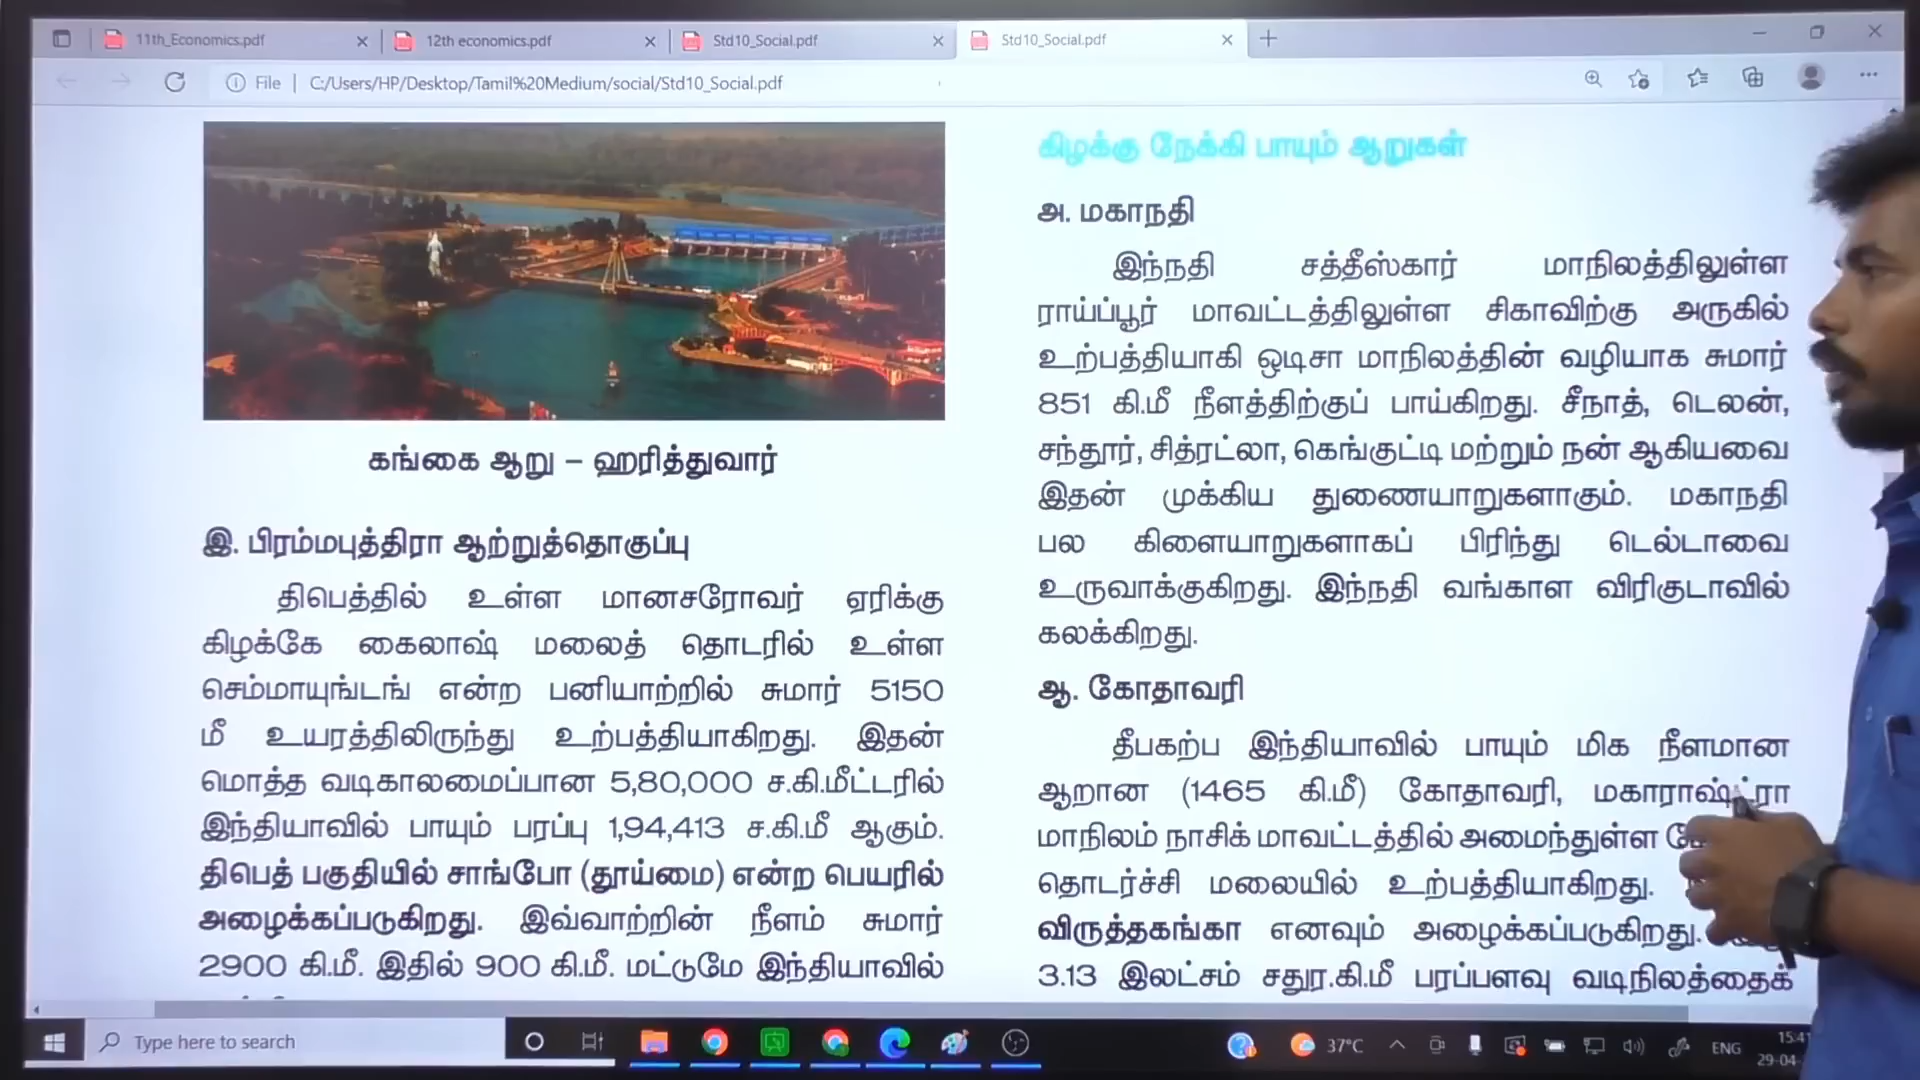 11th_Economics.pdf
12th economics.pdf
Std10_Social.pdf
Std10_Social.pdf
File
C:/Users/HP/Desktop/Tamil%20Medium/social/Std10_Social.pdf
கங்கை ஆறு – ஹரித்துவார்
இ. பிரம்மபுத்திரா ஆற்றுத்தொகுப்பு
திபெத்தில் உள்ள மானசரோவர் ஏரிக்கு
கிழக்கே கைலாஷ் மலைத் தொடரில் உள்ள
செம்மாயுங்டங் என்ற பனியாற்றில் சுமார் 5150
மீ உயரத்திலிருந்து உற்பத்தியாகிறது. இதன்
மொத்த வடிகாலமைப்பான 5,80,000 ச.கி.மீட்டரில்
இந்தியாவில் பாயும் பரப்பு 1,94,413 ச.கி.மீ ஆகும்.
திபெத் பகுதியில் சாங்போ (தூய்மை) என்ற பெயரில்
அழைக்கப்படுகிறது. இவ்வாற்றின் நீளம் சுமார்
2900 கி.மீ. இதில் 900 கி.மீ. மட்டுமே இந்தியாவில்
கிழக்கு நேக்கி பாயும் ஆறுகள்
அ. மகாநதி
இந்நதி சத்தீஸ்கார் மாநிலத்திலுள்ள
ராய்ப்பூர் மாவட்டத்திலுள்ள சிகாவிற்கு அருகில்
உற்பத்தியாகி ஒடிசா மாநிலத்தின் வழியாக சுமார்
851 கி.மீ நீளத்திற்குப் பாய்கிறது. சீநாத், டெலன்,
சந்தூர், சித்ரட்லா, கெங்குட்டி மற்றும் நன் ஆகியவை
இதன் முக்கிய துணையாறுகளாகும். மகாநதி
பல கிளையாறுகளாகப் பிரிந்து டெல்டாவை
உருவாக்குகிறது. இந்நதி வங்காள விரிகுடாவில்
கலக்கிறது.
ஆ. கோதாவரி
தீபகற்ப இந்தியாவில் பாயும் மிக நீளமான
ஆறான (1465 கி.மீ) கோதாவரி, மகாராஷ்ட்ரா
மாநிலம் நாசிக் மாவட்டத்தில் அமைந்துள்ள
தொடர்ச்சி மலையில் உற்பத்தியாகிறது.
விருத்தகங்கா எனவும் அழைக்கப்படுகிறது.
3.13 இலட்சம் சதுர.கி.மீ பரப்பளவு வடிநிலத்தைக்
Type here to search
37°C
ENG
15:41
29-04-